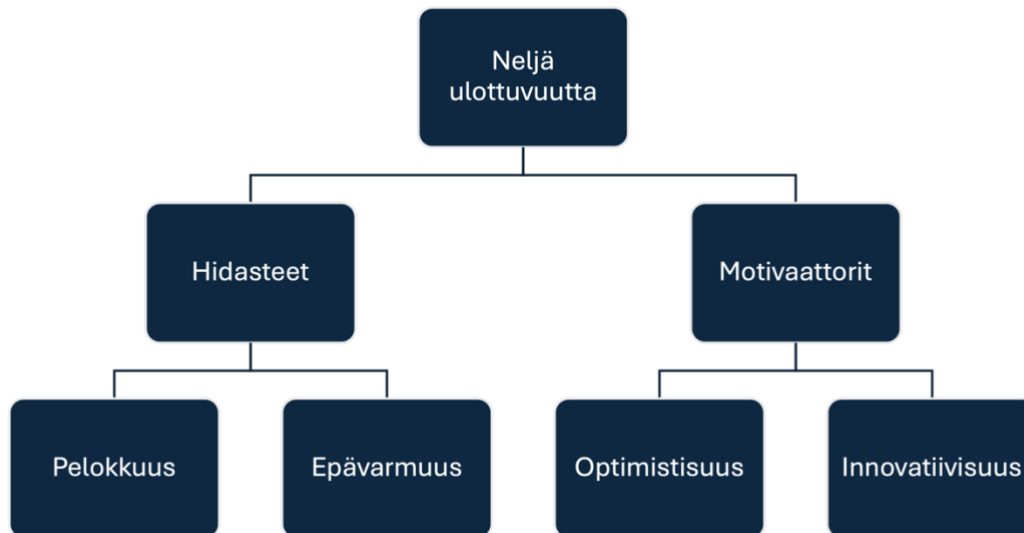 Neljä
ulottuvuutta
Hidasteet
Motivaattorit
Pelokkuus
Epävarmuus
Optimistisuus
Innovatiivisuus